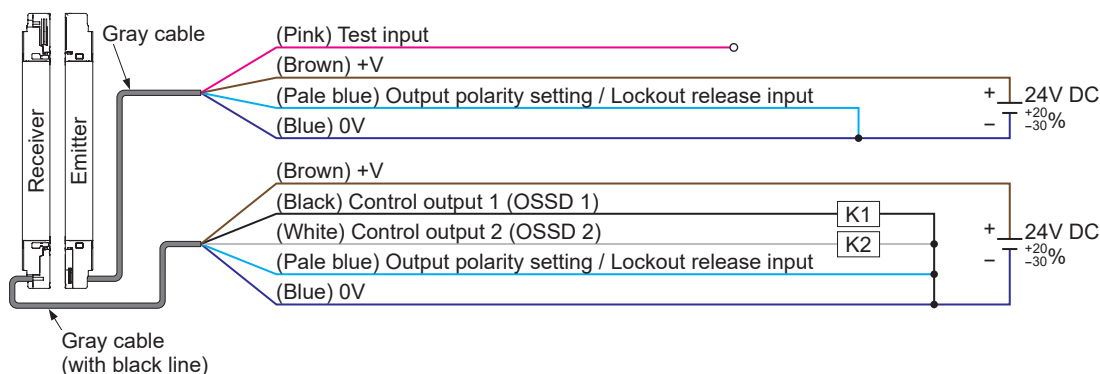 Gray cable
Receiver
Emitter
(Pink) Test input
(Brown) +V
(Pale blue) Output polarity setting / Lockout release input
(Blue) 0V
+
−
24V DC
+20
−30 %
(Brown) +V
(Black) Control output 1 (OSSD 1)
(White) Control output 2 (OSSD 2)
(Pale blue) Output polarity setting / Lockout release input
(Blue) 0V
K1
K2
+
−
24V DC
+20
−30 %
Gray cable
(with black line)